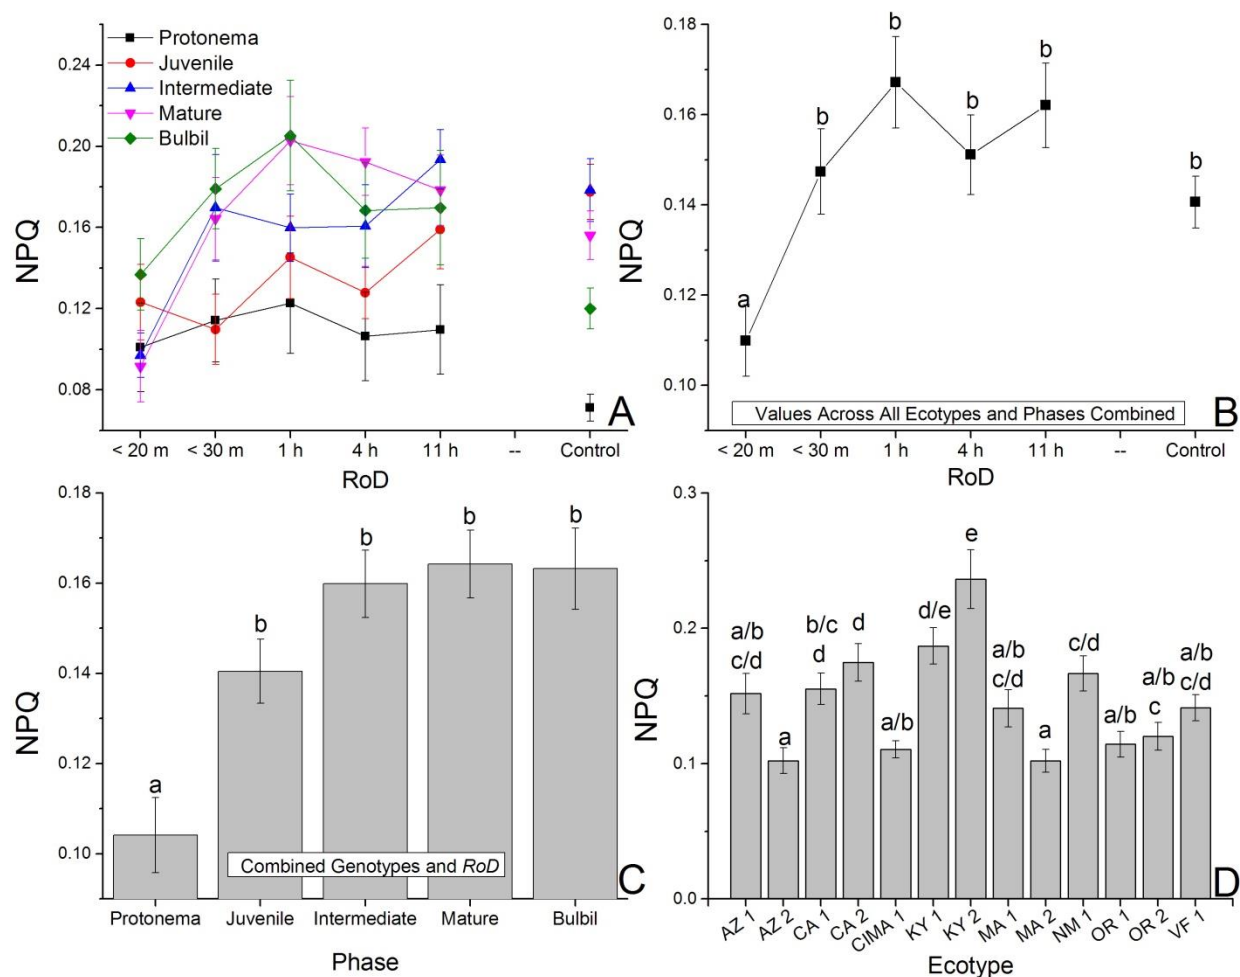 Protonema
Juvenile
Intermediate
Mature
Bulbil
0.24
0.20
0.16
0.12
0.08
NPQ
< 20 m < 30 m 1 h 4 h 11 h -- Control
RoD
A
0.18
0.16
0.14
0.12
0.10
NPQ
a b b b b b
Values Across All Ecotypes and Phases Combined
< 20 m < 30 m 1 h 4 h 11 h -- Control
RoD
B
0.18
0.16
0.14
0.12
0.10
NPQ
a b b b b
Combined Genotypes and RoD
Protonema Juvenile Intermediate Mature Bulbil
Phase
C
0.3
0.2
0.1
0.0
NPQ
a/b
c/d
a
b/c
d
d
a/b
d/e
e
a/b
c/d
a
c/d
a/b
a/b
c
a/b
c/d
AZ 1 AZ 2 CA 1 CA 2 CIMA 1 KY 1 KY 2 MA 1 MA 2 NM 1 OR 1 OR 2 VF 1
Ecotype
D